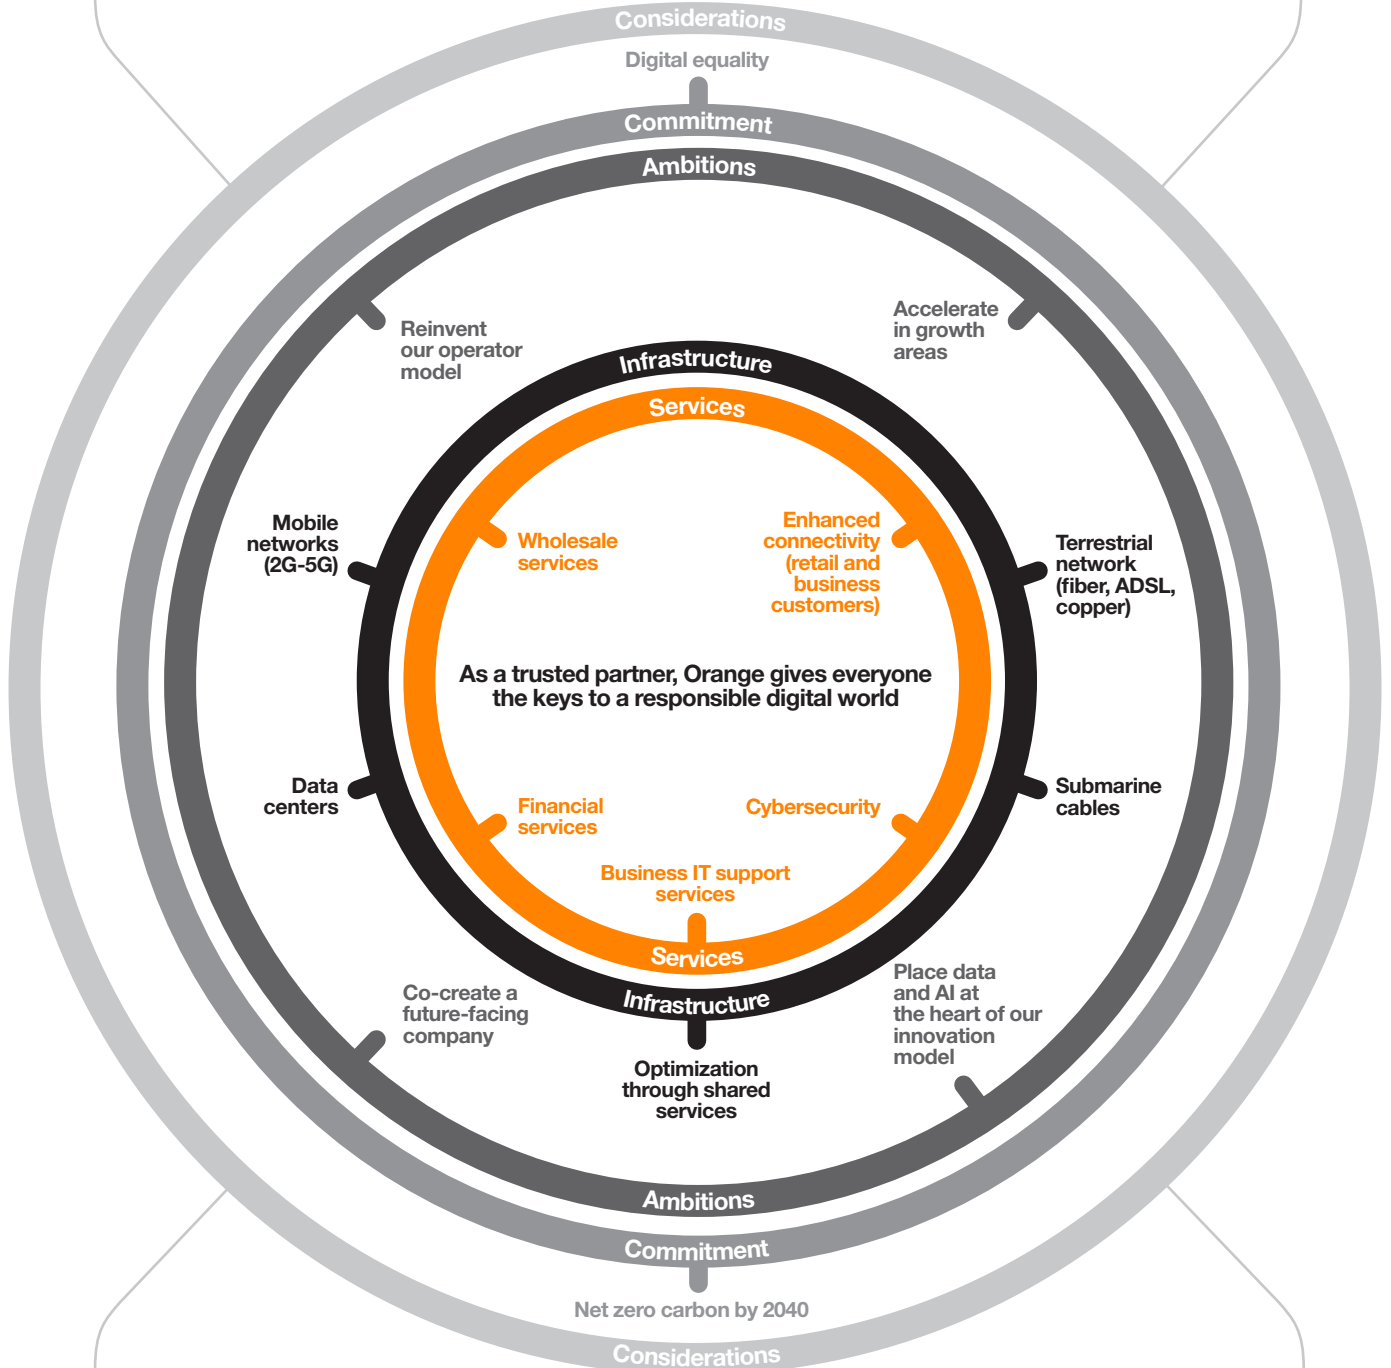 Considerations
Digital equality
Commitment
Ambitions
Reinvent
our operator
model
Accelerate
in growth
areas
Infrastructure
Services
Mobile
networks
(2G-5G)
Wholesale
services
Enhanced
connectivity
(retail and
business
customers)
Terrestrial
network
(fiber, ADSL,
copper)
As a trusted partner, Orange gives everyone
the keys to a responsible digital world
Data
centers
Financial
services
Cybersecurity
Submarine
cables
Business IT support
services
Services
Infrastructure
Co-create a
future-facing
company
Place data
and AI at
the heart of our
innovation
model
Optimization
through shared
services
Ambitions
Commitment
Net zero carbon by 2040
Considerations